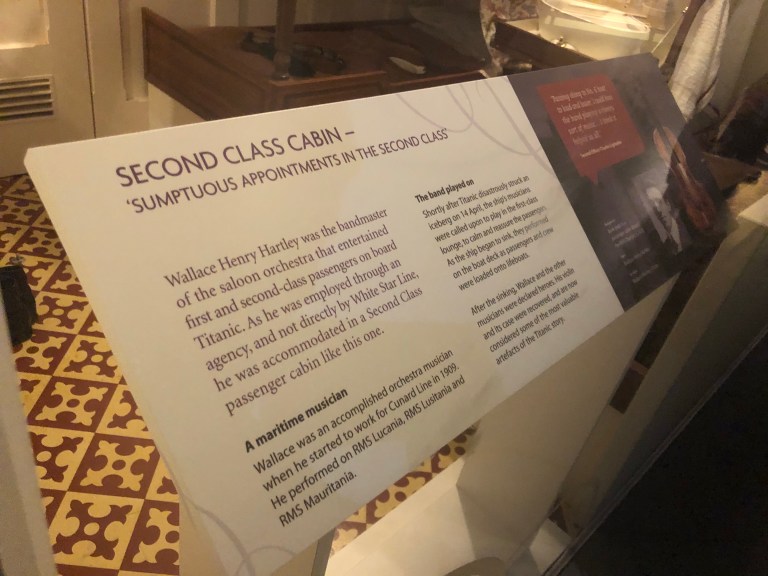 SECOND CLASS CABIN –
'SUMPTUOUS APPOINTMENTS IN THE SECOND CLASS'
Wallace Henry Hartley was the bandmaster
of the saloon orchestra that entertained
first and second-class passengers on board
Titanic. As he was employed through an
agency, and not directly by White Star Line,
he was accommodated in a Second Class
passenger cabin like this one.
A maritime musician
Wallace was an accomplished orchestra musician
when he started to work for Cunard Line in 1909.
He performed on RMS Lucania, RMS Lusitania and
RMS Mauritania.
The band played on
Shortly after Titanic disastrously struck an
iceberg on 14 April, the ship's musicians
were called upon to play in the first class
lounge, to calm and reassure the passengers.
As the ship began to sink, they performed
on the boat deck as passengers and crew
were loaded onto lifeboats.
After the sinking, Wallace and the other
musicians were declared heroes. His violin
and its case were recovered, and are now
considered some of the most valuable
artefacts of the Titanic story.